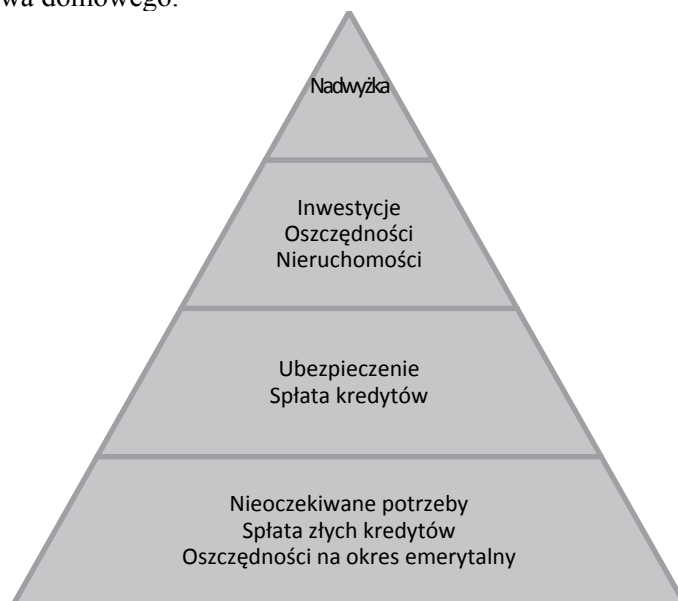 wa domowego.
Nadwyżka
Inwestycje
Oszczędności
Nieruchomości
Ubezpieczenie
Spłata kredytów
Nieoczekiwane potrzeby
Spłata złych kredytów
Oszczędności na okres emerytalny